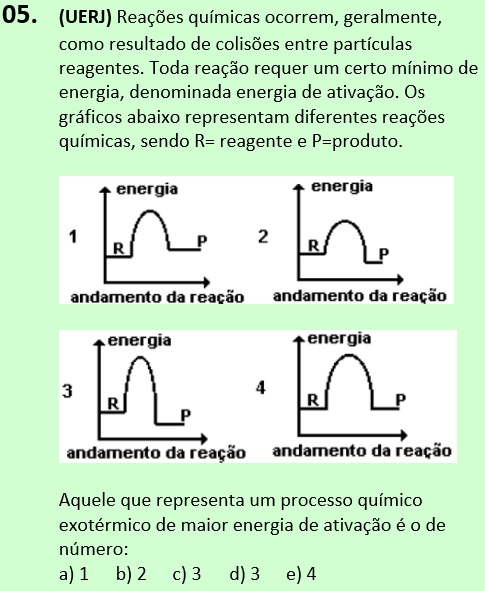 05. (UERJ) Reações químicas ocorrem, geralmente,
como resultado de colisões entre partículas
reagentes. Toda reação requer um certo mínimo de
energia, denominada energia de ativação. Os
gráficos abaixo representam diferentes reações
químicas, sendo R= reagente e P=produto.
energia
1
R
P
andamento da reação
energia
2
R
P
andamento da reação
energia
3
R
P
andamento da reação
energia
4
R
P
andamento da reação
Aquele que representa um processo químico
exotérmico de maior energia de ativação é o de
número:
a) 1 b) 2 c) 3 d) 3 e) 4